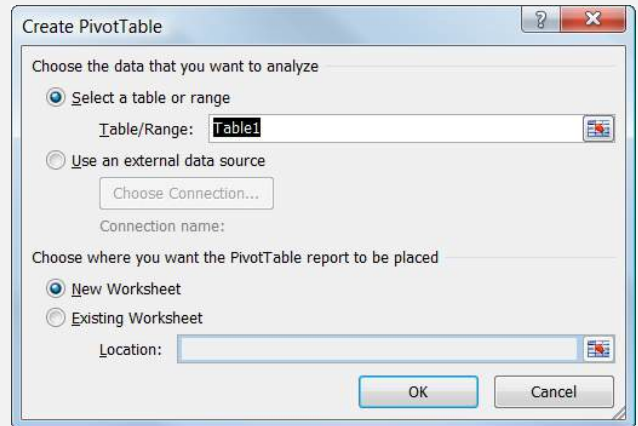 Create PivotTable
Choose the data that you want to analyze
Select a table or range
Table/Range: Table1
Use an external data source
Choose Connection...
Connection name:
Choose where you want the PivotTable report to be placed
New Worksheet
Existing Worksheet
Location:
OK Cancel